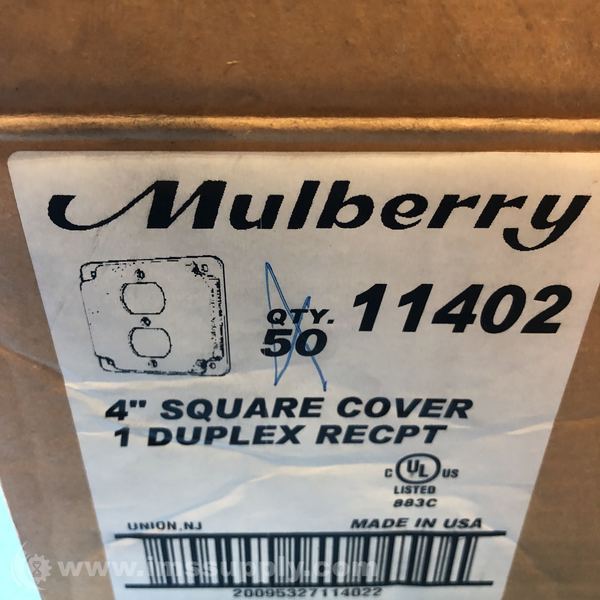 Mulberry
QTY.
50
11402
4" SQUARE COVER
1 DUPLEX RECPT
C UL US
LISTED
883C
UNION, NJ
MADE IN USA
www.imssupply.com
20095327114022